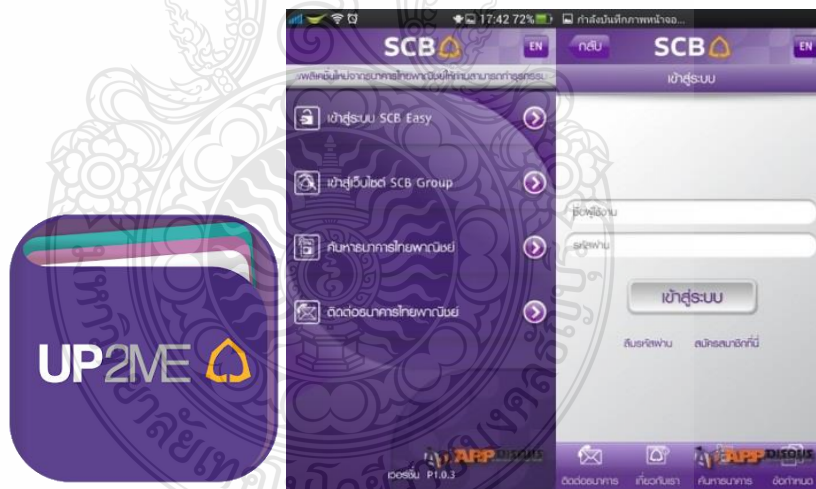 UP2ME
17:42 72%
SCB
EN
เข้าสู่ระบบ SCB Easy
เข้าสู่เว็บไซต์ SCB Group
ค้นหาธนาคารไทยพาณิชย์
ติดต่อธนาคารไทยพาณิชย์
APP DISQUS
เวอร์ชั่น P1.0.3
กำลังบันทึกภาพหน้าจอ...
กลับ
SCB
EN
เข้าสู่ระบบ
ชื่อผู้ใช้งาน
รหัสผ่าน
เข้าสู่ระบบ
ลืมรหัสผ่าน สมัครสมาชิกที่นี่
APP DISQUS
ติดต่อธนาคาร เกี่ยวกับเรา ค้นหาธนาคาร ข้อกำหนด